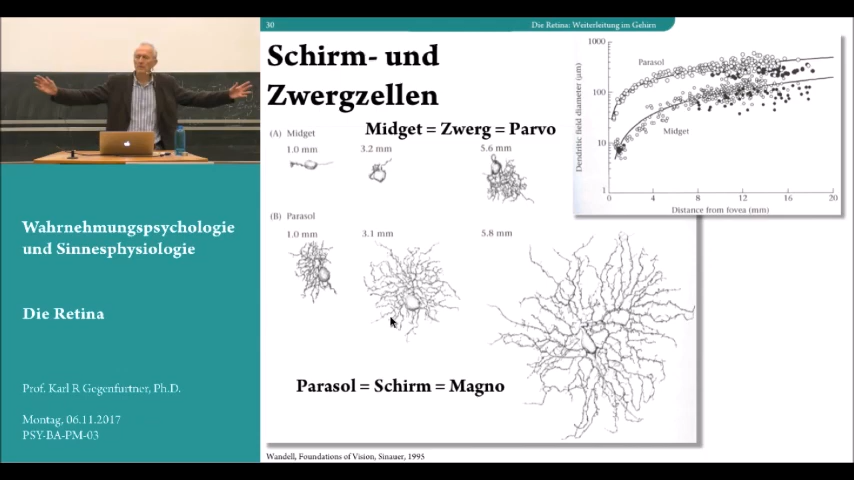 30
Die Retina: Weiterleitung im Gehirn
Schirm- und
Zwergzellen
Midget = Zwerg = Parvo
(A) Midget
1.0 mm
3.2 mm
5.6 mm
(B) Parasol
1.0 mm
3.1 mm
5.8 mm
Parasol = Schirm = Magno
Dendritic field diameter (μm)
1000
100
10
1
Parasol
Midget
0
4
8
12
16
20
Distance from fovea (mm)
Wahrnehmungspsychologie
und Sinnesphysiologie
Die Retina
Prof. Karl R Gegenfurtner, Ph.D.
Montag, 06.11.2017
PSY-BA-PM-03
Wandell, Foundations of Vision, Sinauer, 1995